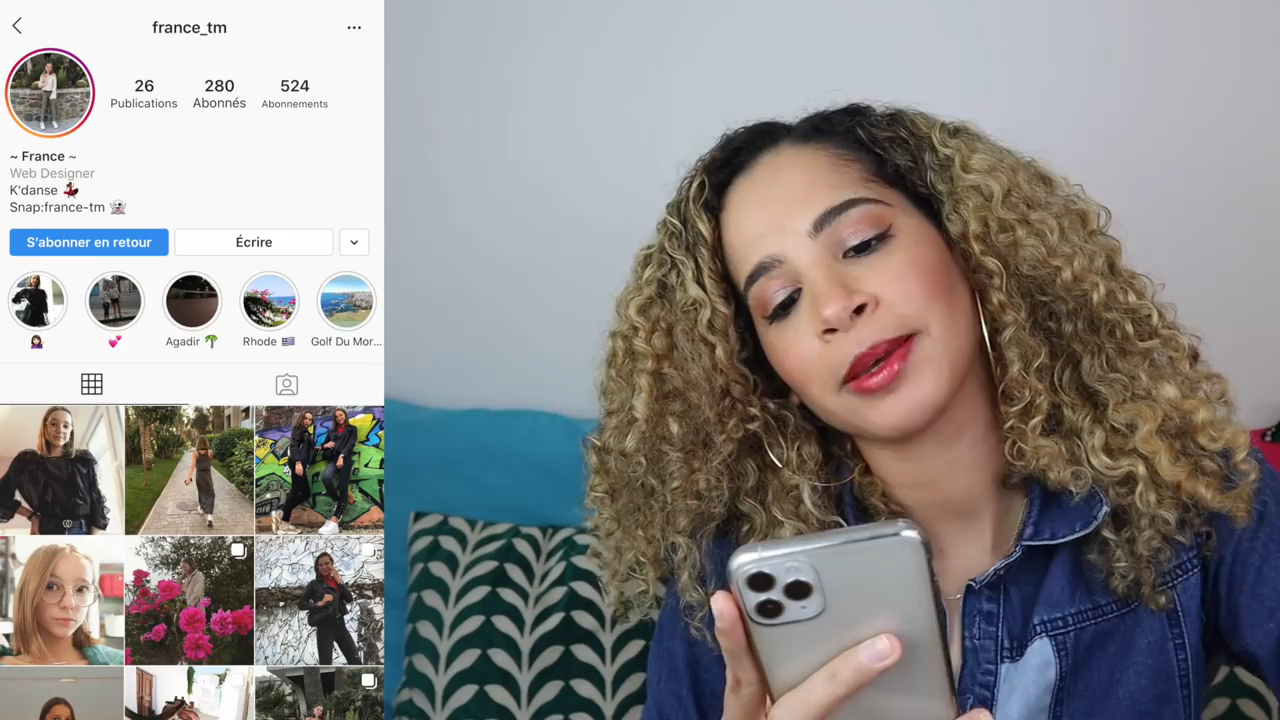 france_tm
26
280
524
Publications
Abonnés
Abonnements
~ France ~
Web Designer
K'danse
Snap:france-tm
S'abonner en retour
Écrire
Agadir
Rhode
Golf Du Mor...